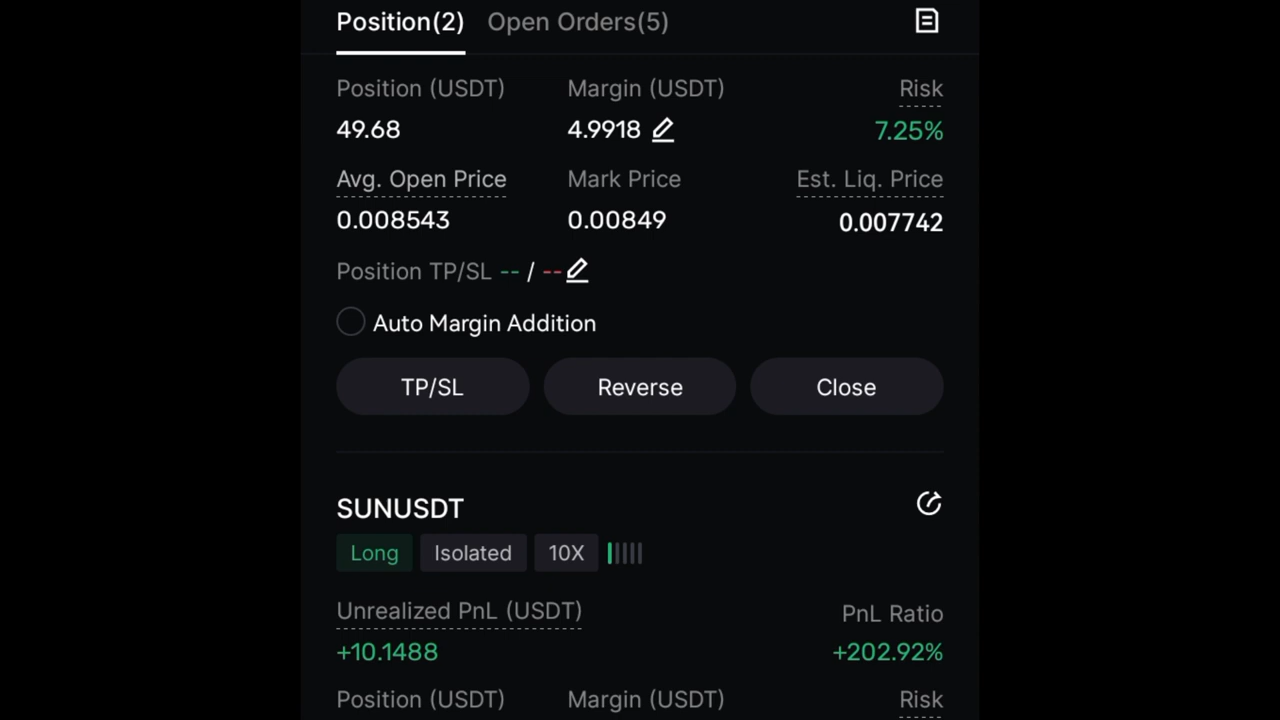 Position(2) Open Orders(5)
Position (USDT) Margin (USDT) Risk
49.68 4.9918 7.25%
Avg. Open Price Mark Price Est. Liq. Price
0.008543 0.00849 0.007742
Position TP/SL -- / --
Auto Margin Addition
TP/SL Reverse Close
SUNUSDT
Long Isolated 10X
Unrealized PnL (USDT) PnL Ratio
+10.1488 +202.92%
Position (USDT) Margin (USDT) Risk